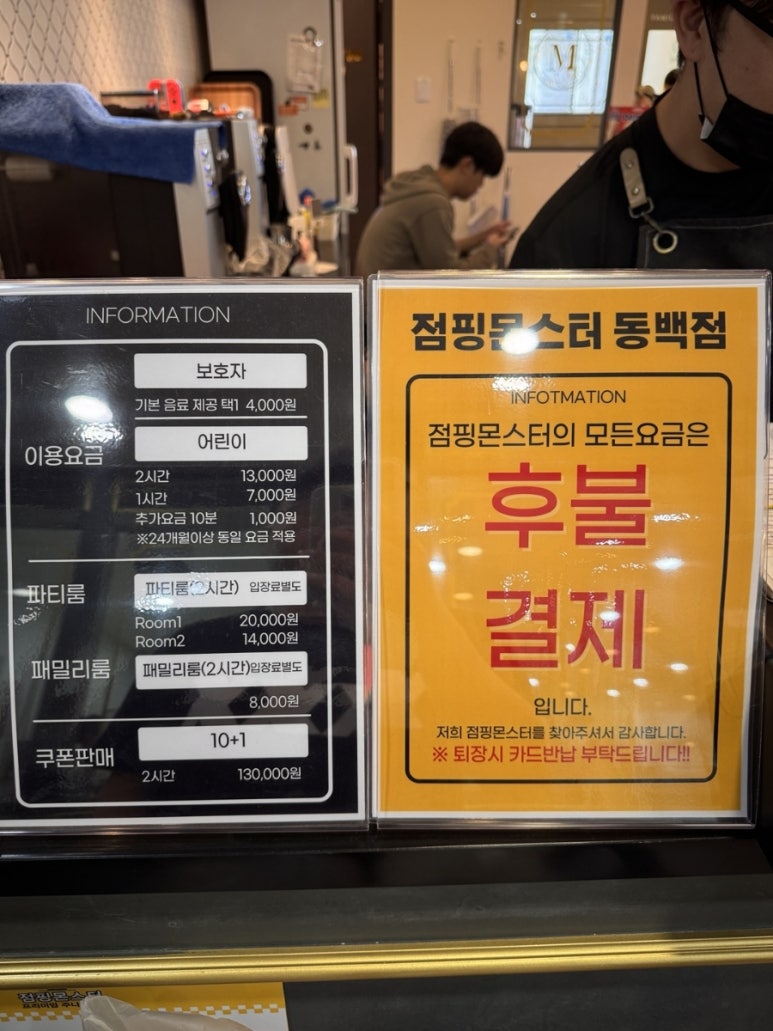 INFORMATION
보호자
기본 음료 제공 택1 4,000원
이용요금
어린이
2시간 13,000원
1시간 7,000원
추가요금 10분 1,000원
※24개월이상 동일 요금 적용
파티룸
파티룸(2시간) 입장료별도
Room1 20,000원
Room2 14,000원
패밀리룸
패밀리룸(2시간)입장료별도
8,000원
쿠폰판매
10+1
2시간 130,000원
점핑몬스터 동백점
INFOTMATION
점핑몬스터의 모든요금은
후불
결제
입니다.
저희 점핑몬스터를 찾아주셔서 감사합니다.
※ 퇴장시 카드반납 부탁드립니다!!
M
점핑몬스터
프리미엄